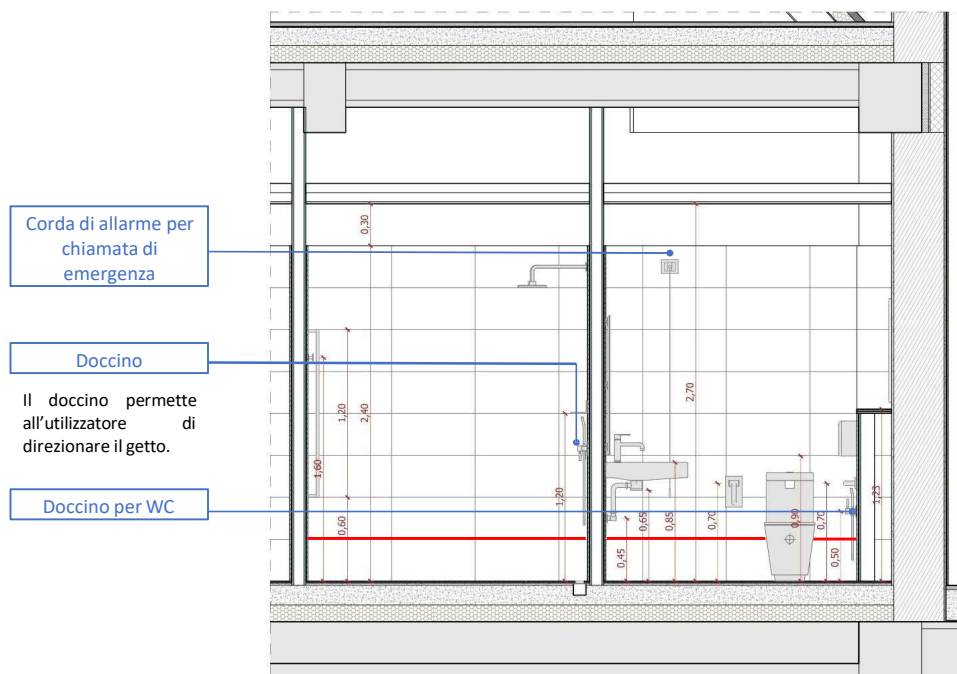 Corda di allarme per
chiamata di
emergenza
Doccino
Il doccino permette
all'utilizzatore di
direzionare il getto.
Doccino per WC
0,30
1,20
2,40
1,60
0,60
1,20
2,70
0,45
0,65
0,85
0,70
0,90
0,70
0,50
1,23